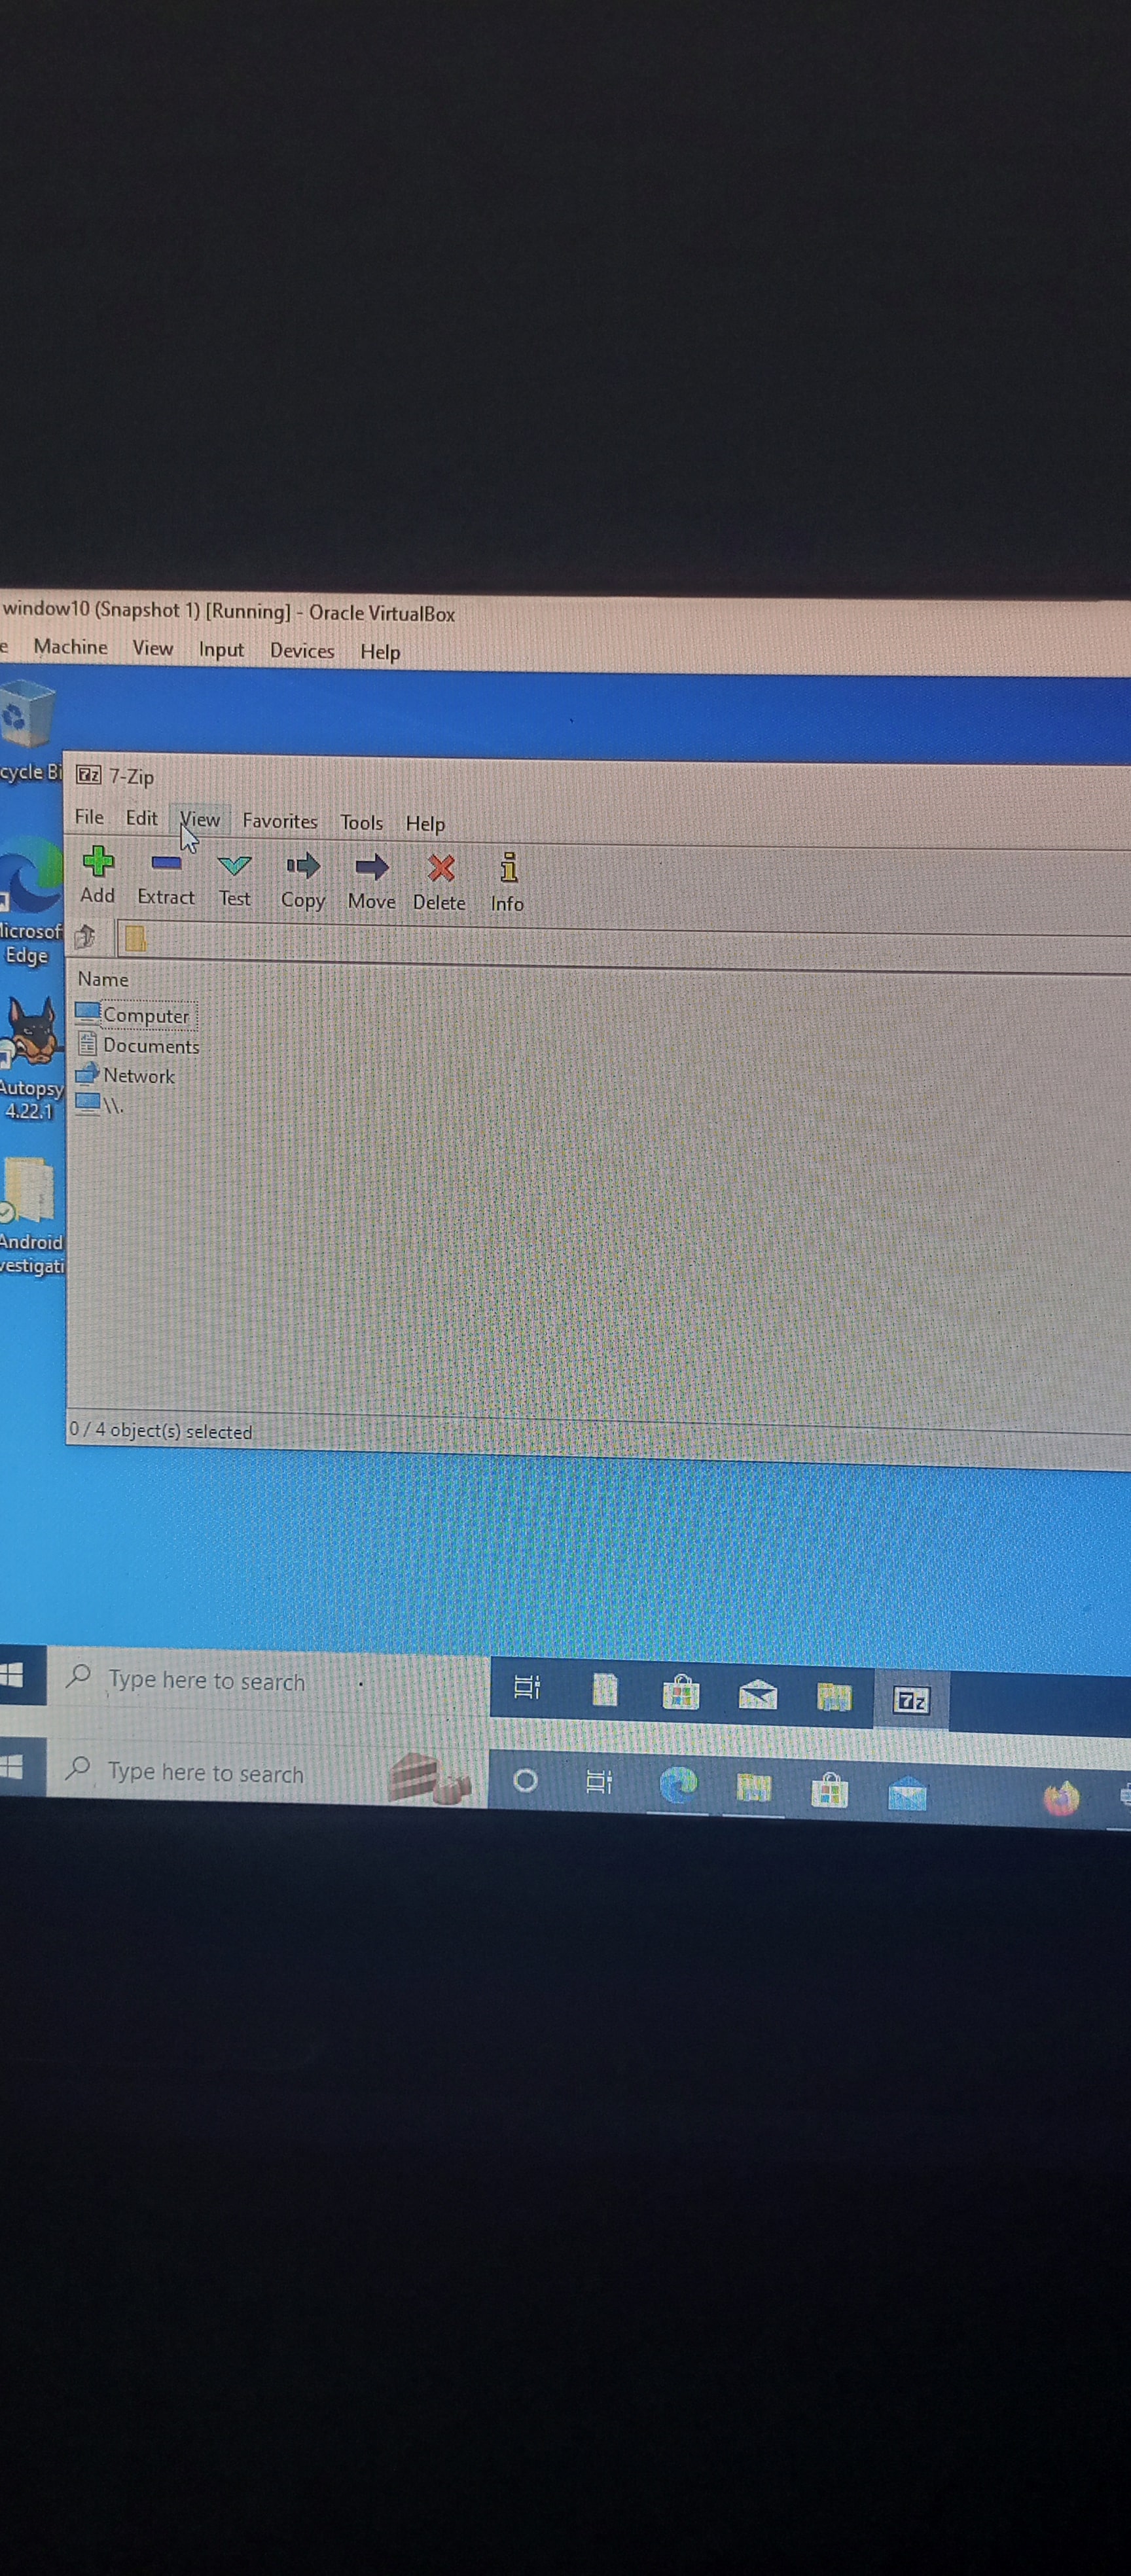 window10 (Snapshot 1) [Running] - Oracle VirtualBox
e Machine View Input Devices Help
cycle Bi
7-Zip
File Edit View Favorites Tools Help
Add Extract Test Copy Move Delete Info
licrosof
Edge
Name
Computer
Documents
Network
\\.
Autopsy
4.22.1
Android
vestigati
0 / 4 object(s) selected
Type here to search
7z
Type here to search